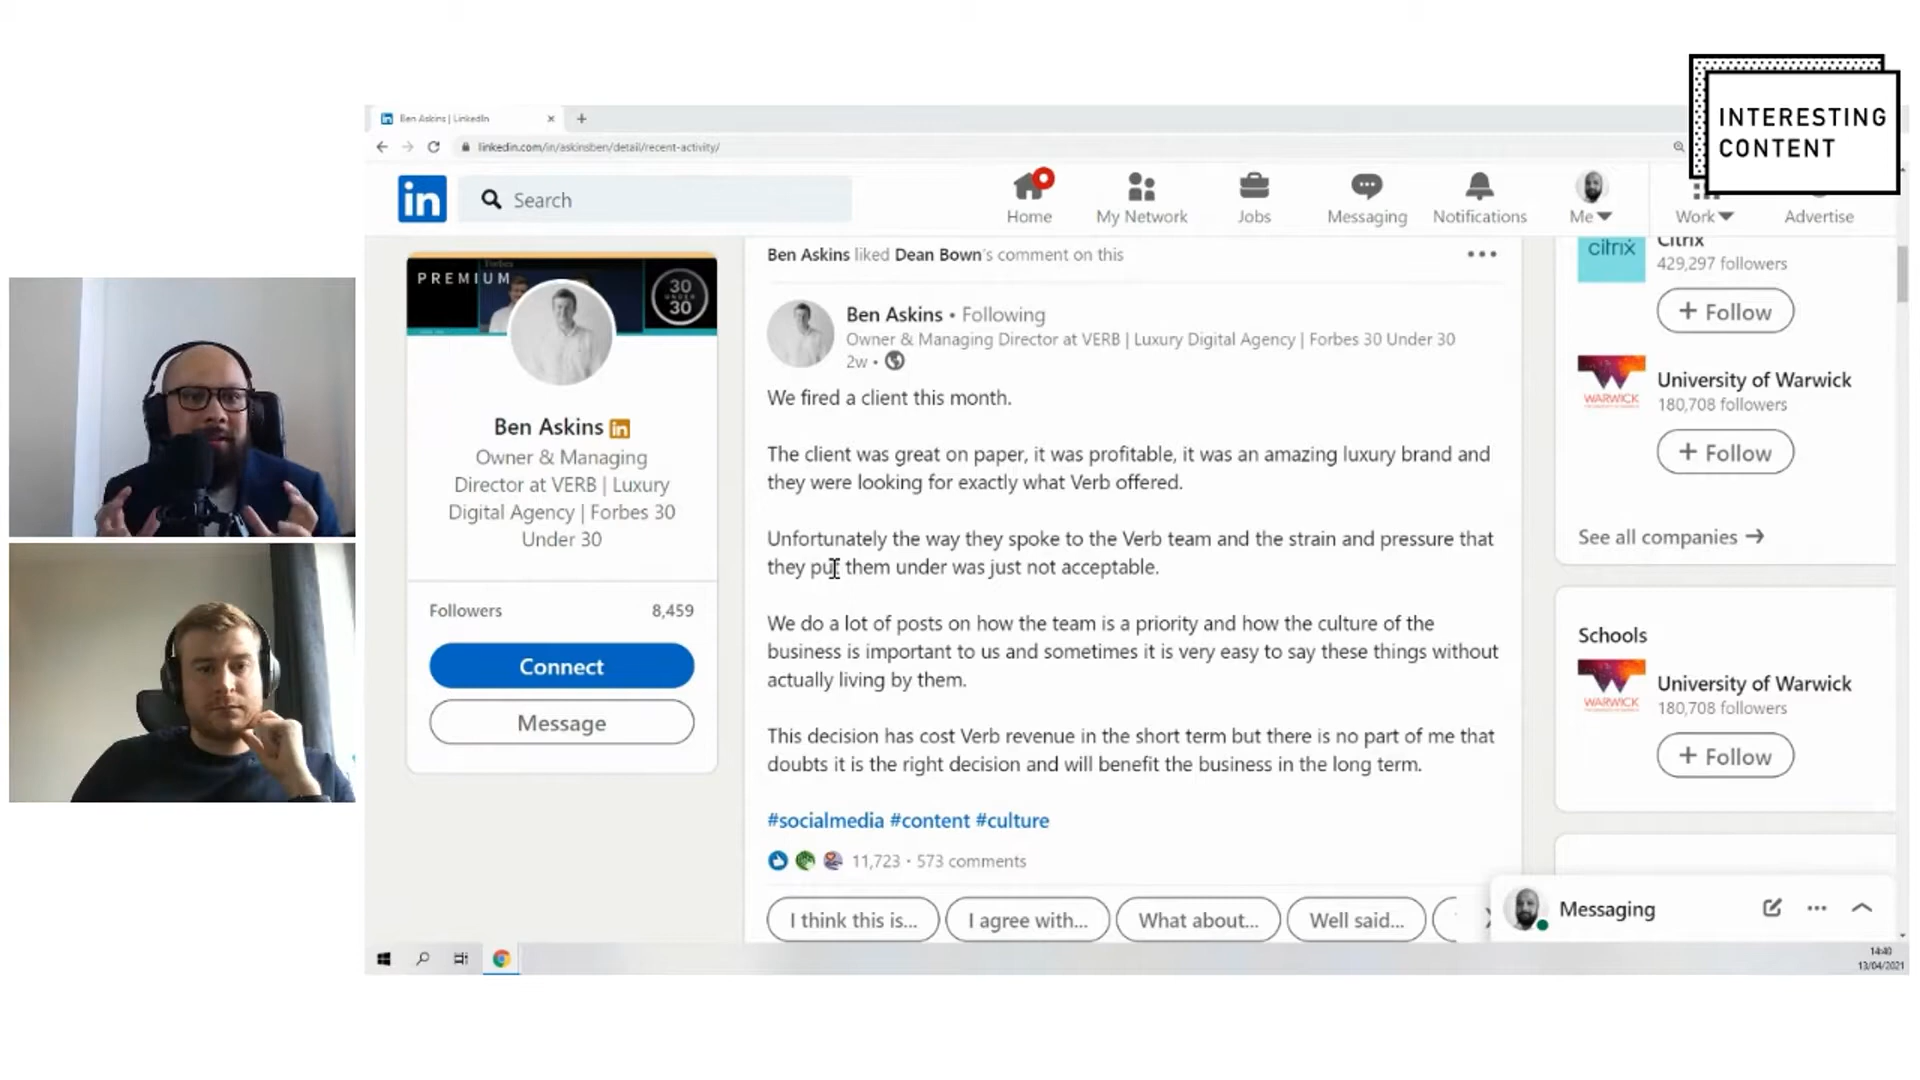 INTERESTING
CONTENT
Ben Askins | LinkedIn
linkedin.com/in/askinsben/detail/recent-activity/
in
Search
Home
My Network
Jobs
Messaging
Notifications
Me
Work
Advertise
PREMIUM
Forbes
30
UNDER
30
Ben Askins in
Owner & Managing
Director at VERB | Luxury
Digital Agency | Forbes 30
Under 30
Followers 8,459
Connect
Message
Ben Askins liked Dean Bown's comment on this
Ben Askins • Following
Owner & Managing Director at VERB | Luxury Digital Agency | Forbes 30 Under 30
2w •
We fired a client this month.
The client was great on paper, it was profitable, it was an amazing luxury brand and
they were looking for exactly what Verb offered.
Unfortunately the way they spoke to the Verb team and the strain and pressure that
they put them under was just not acceptable.
We do a lot of posts on how the team is a priority and how the culture of the
business is important to us and sometimes it is very easy to say these things without
actually living by them.
This decision has cost Verb revenue in the short term but there is no part of me that
doubts it is the right decision and will benefit the business in the long term.
#socialmedia #content #culture
11,723 • 573 comments
I think this is...
I agree with...
What about...
Well said...
citrix
Citrix
429,297 followers
+ Follow
WARWICK
University of Warwick
180,708 followers
+ Follow
See all companies →
Schools
WARWICK
University of Warwick
180,708 followers
+ Follow
Messaging
14:40
13/04/2021